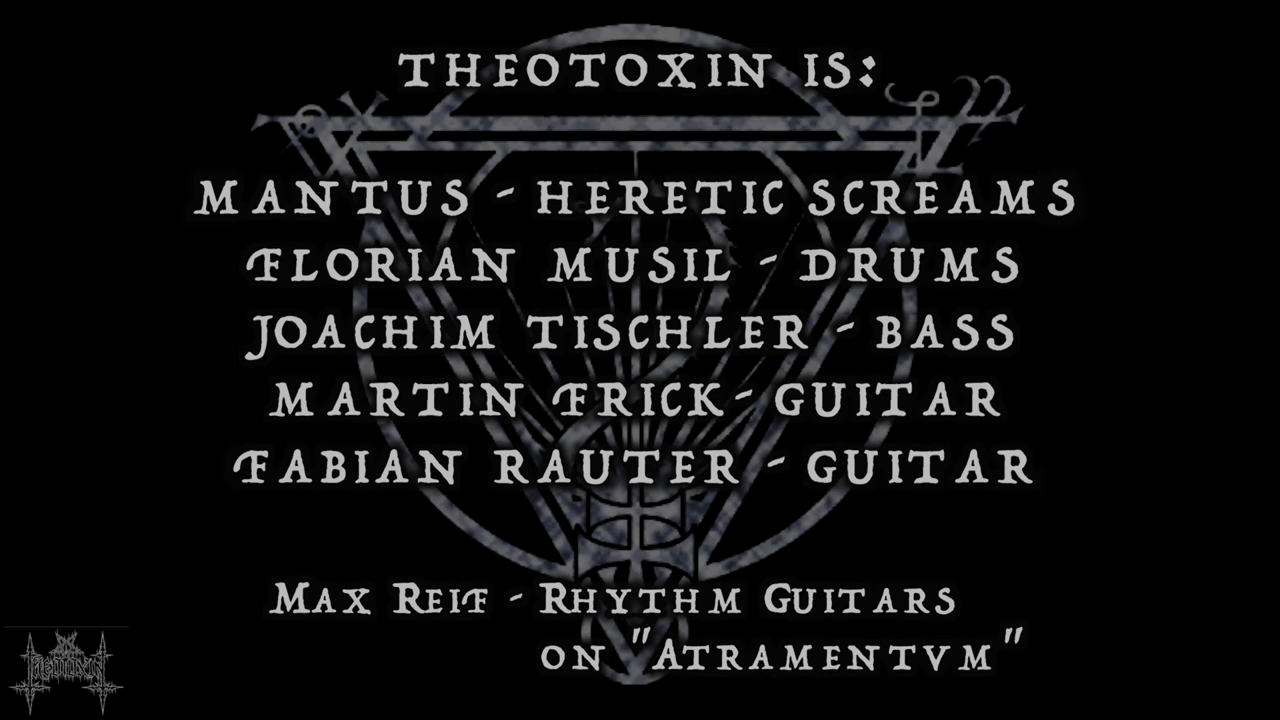 THEOTOXIN IS:
MANTUS - HERETIC SCREAMS
FLORIAN MUSIL - DRUMS
JOACHIM TISCHLER - BASS
MARTIN FRICK - GUITAR
FABIAN RAUTER - GUITAR
MAX REIF - RHYTHM GUITARS
ON "ATRAMENTVM"
THEOTOXIN